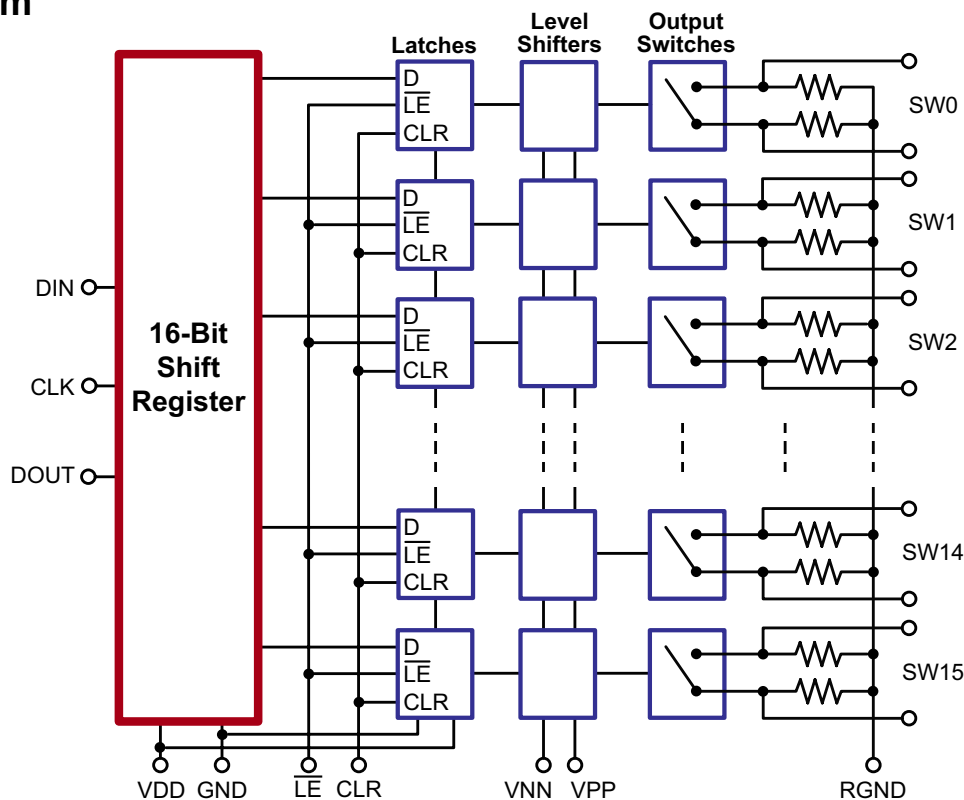 m
Latches
Level
Shifters
Output
Switches
16-Bit
Shift
Register
DIN
CLK
DOUT
D
LE
CLR
SW0
D
LE
CLR
SW1
D
LE
CLR
SW2
D
LE
CLR
SW14
D
LE
CLR
SW15
VDD GND LE CLR VNN VPP RGND